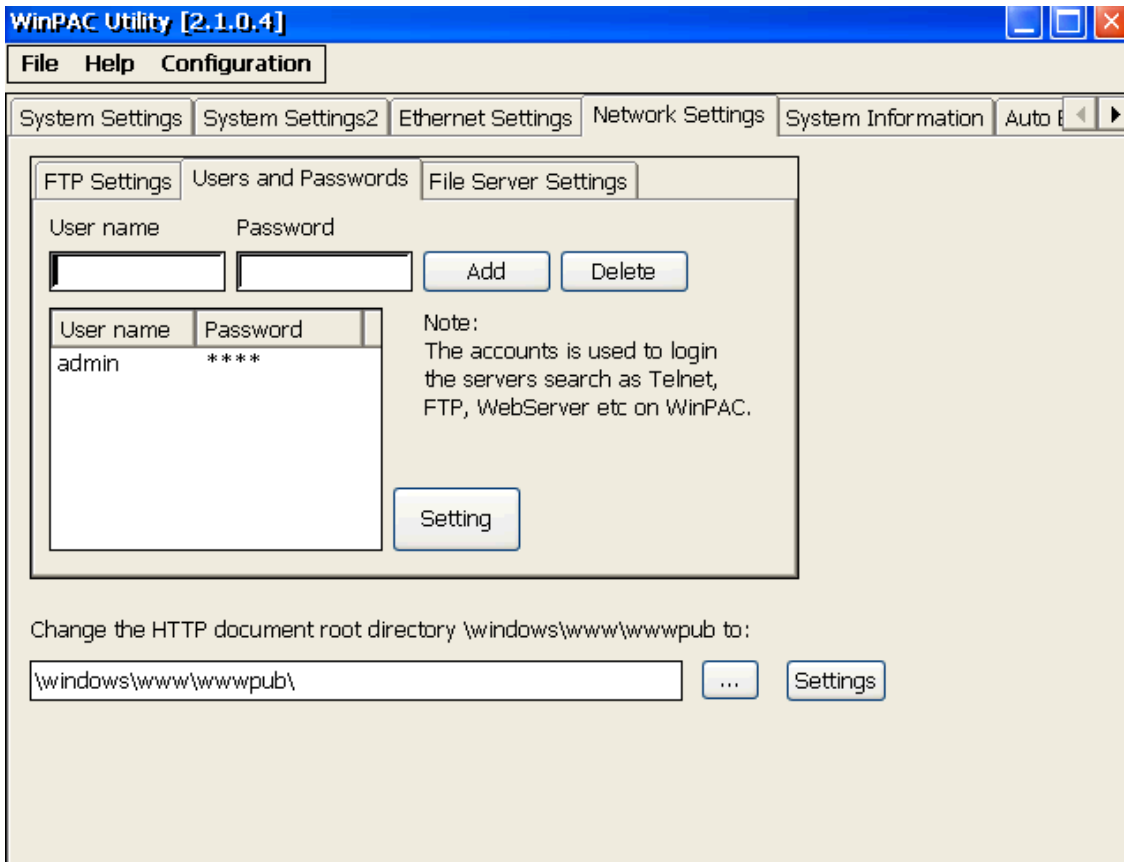 WinPAC Utility [2.1.0.4]
File Help Configuration
System Settings System Settings2 Ethernet Settings Network Settings System Information Auto
FTP Settings Users and Passwords File Server Settings
User name Password
Add Delete
User name Password
admin ****
Note:
The accounts is used to login
the servers search as Telnet,
FTP, WebServer etc on WinPAC.
Setting
Change the HTTP document root directory \windows\www\wwwpub to:
\windows\www\wwwpub\ ... Settings